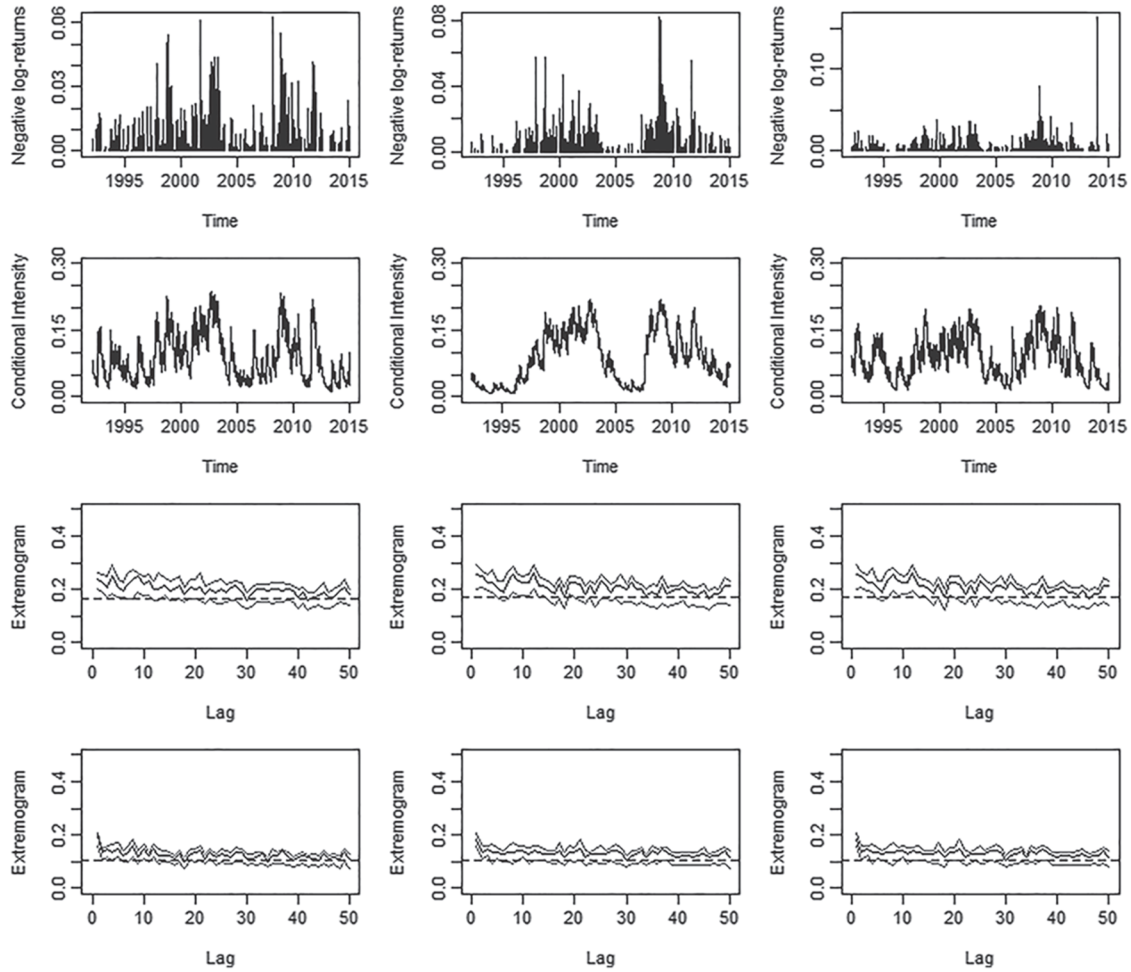 Negative log-returns
0.00 0.03 0.06
1995 2000 2005 2010 2015
Time
Negative log-returns
0.00 0.04 0.08
1995 2000 2005 2010 2015
Time
Negative log-returns
0.00 0.10
1995 2000 2005 2010 2015
Time
Conditional Intensity
0.00 0.15 0.30
1995 2000 2005 2010 2015
Time
Conditional Intensity
0.00 0.15 0.30
1995 2000 2005 2010 2015
Time
Conditional Intensity
0.00 0.15 0.30
1995 2000 2005 2010 2015
Time
Extremogram
0.0 0.2 0.4
0 10 20 30 40 50
Lag
Extremogram
0.0 0.2 0.4
0 10 20 30 40 50
Lag
Extremogram
0.0 0.2 0.4
0 10 20 30 40 50
Lag
Extremogram
0.0 0.2 0.4
0 10 20 30 40 50
Lag
Extremogram
0.0 0.2 0.4
0 10 20 30 40 50
Lag
Extremogram
0.0 0.2 0.4
0 10 20 30 40 50
Lag